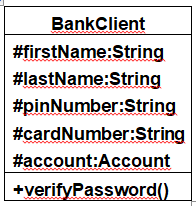 BankClient
#firstName:String
#lastName:String
#pinNumber:String
#cardNumber:String
#account:Account
+verifyPassword()